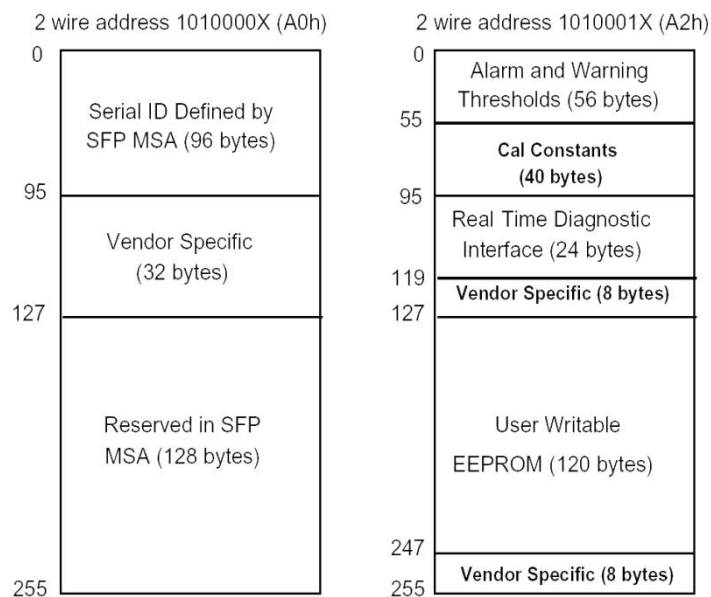 2 wire address 1010000X (A0h)
0
Serial ID Defined by
SFP MSA (96 bytes)
95
Vendor Specific
(32 bytes)
127
Reserved in SFP
MSA (128 bytes)
255
2 wire address 1010001X (A2h)
0
Alarm and Warning
Thresholds (56 bytes)
55
Cal Constants
(40 bytes)
95
Real Time Diagnostic
Interface (24 bytes)
119
Vendor Specific (8 bytes)
127
User Writable
EEPROM (120 bytes)
247
Vendor Specific (8 bytes)
255